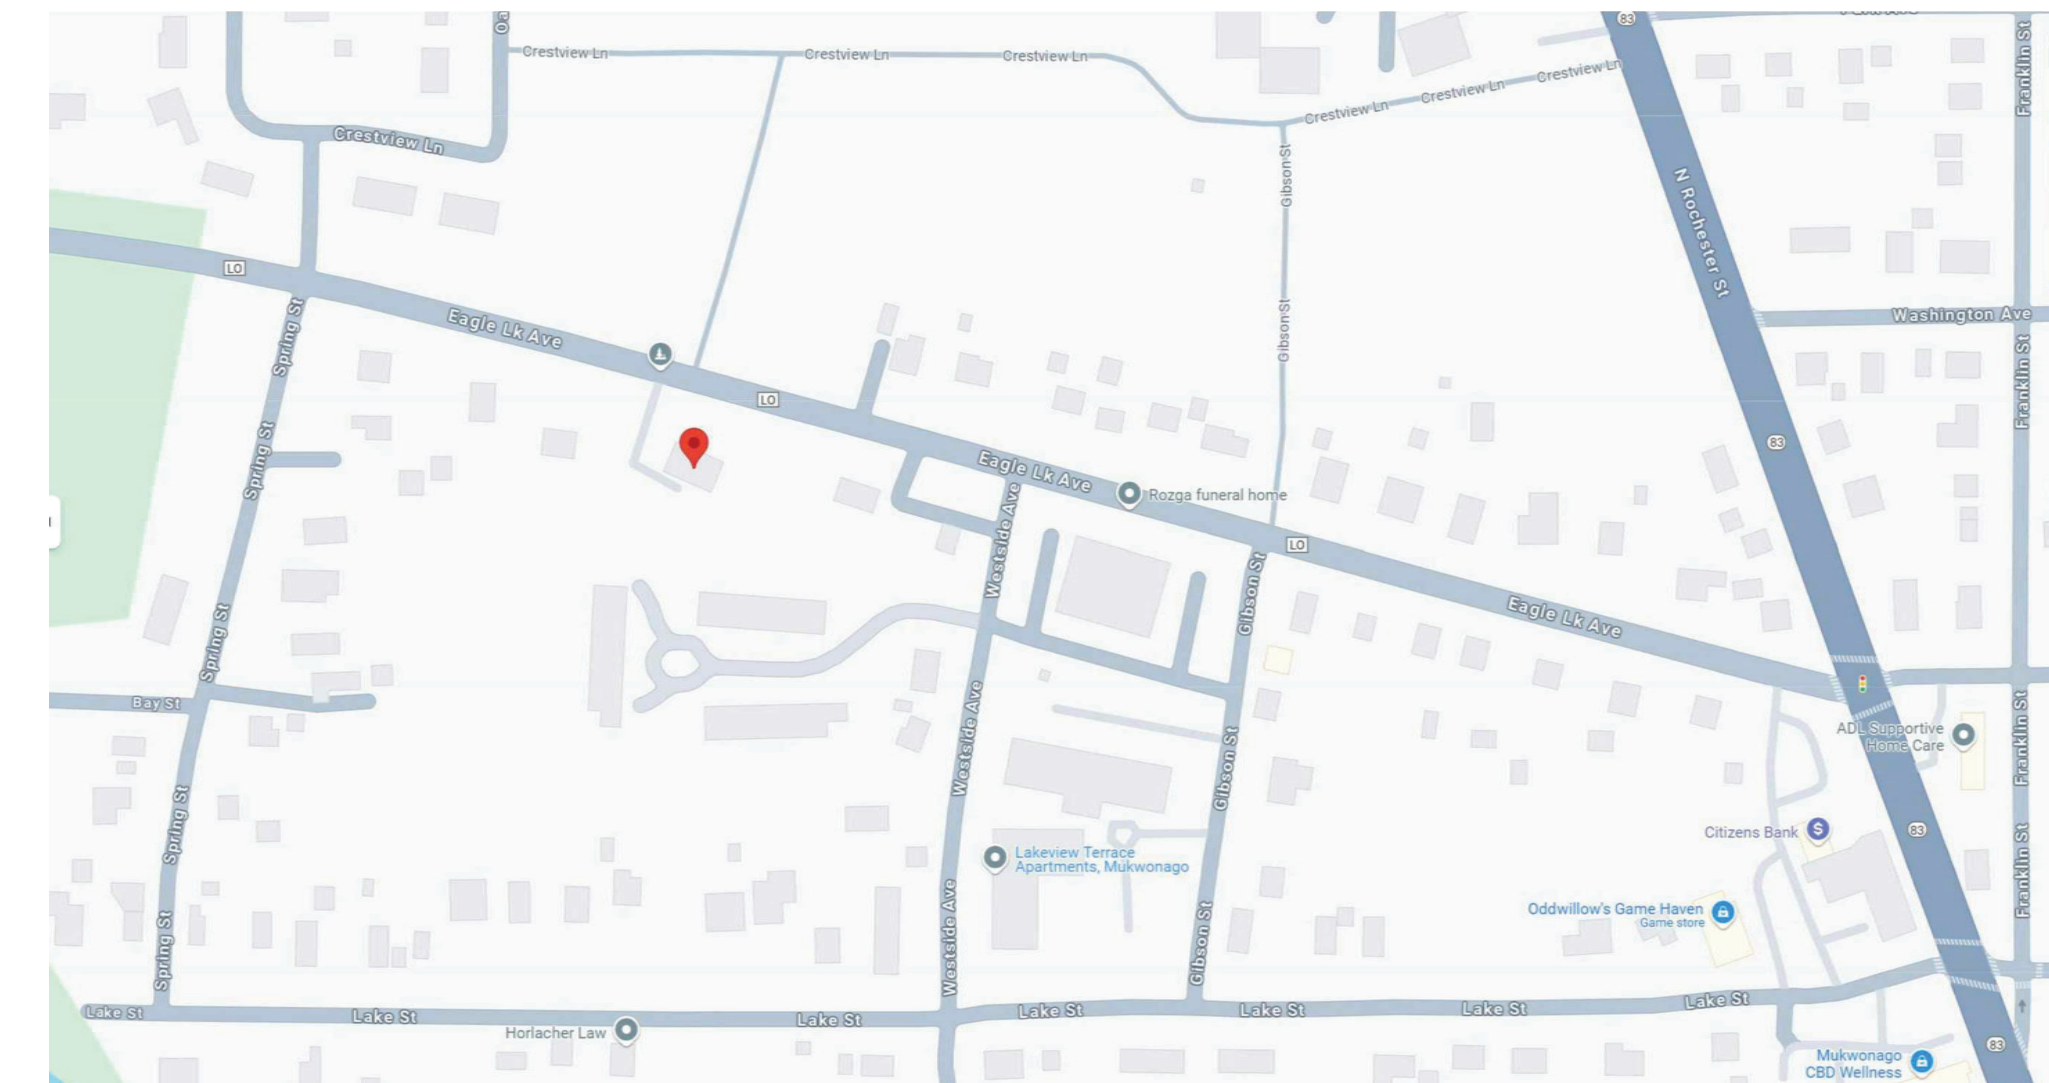 83
Crestview Ln
Crestview Ln
Crestview Ln
Crestview Ln
Crestview Ln
Crestview Ln
Crestview Ln
Franklin St
Gibson St
N Rochester St
LO
Washington Ave
Spring St
Eagle Lk Ave
Gibson St
Franklin St
LO
83
Spring St
Eagle Lk Ave
Rozga funeral home
Westside Ave
LO
Gibson St
Eagle Lk Ave
Spring St
Bay St
Westside Ave
Gibson St
ADL Supportive
Home Care
Franklin St
Spring St
Citizens Bank
83
Lakeview Terrace
Apartments, Mukwonago
Franklin St
Oddwillow's Game Haven
Game store
Spring St
Westside Ave
Gibson St
Lake St
Lake St
Lake St
Lake St
Lake St
Lake St
Lake St
Horlacher Law
83
Mukwonago
CBD Wellness